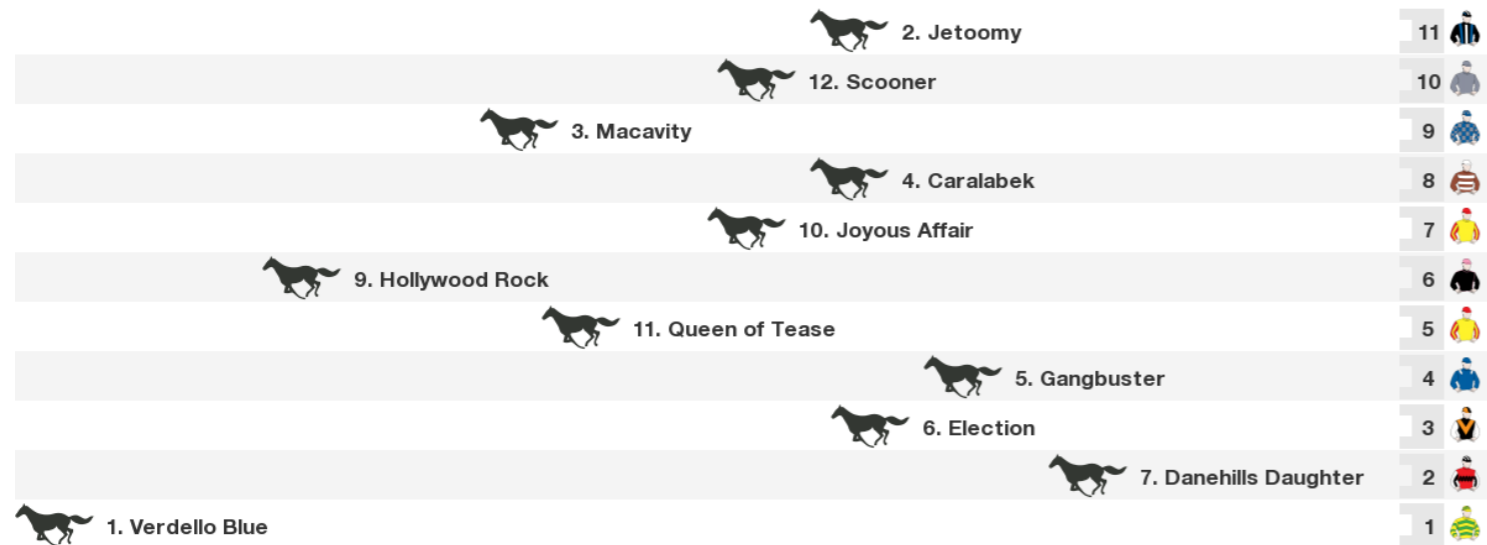 2. Jetoomy 11
12. Scooner 10
3. Macavity 9
4. Caralabek 8
10. Joyous Affair 7
9. Hollywood Rock 6
11. Queen of Tease 5
5. Gangbuster 4
6. Election 3
7. Danehills Daughter 2
1. Verdello Blue 1